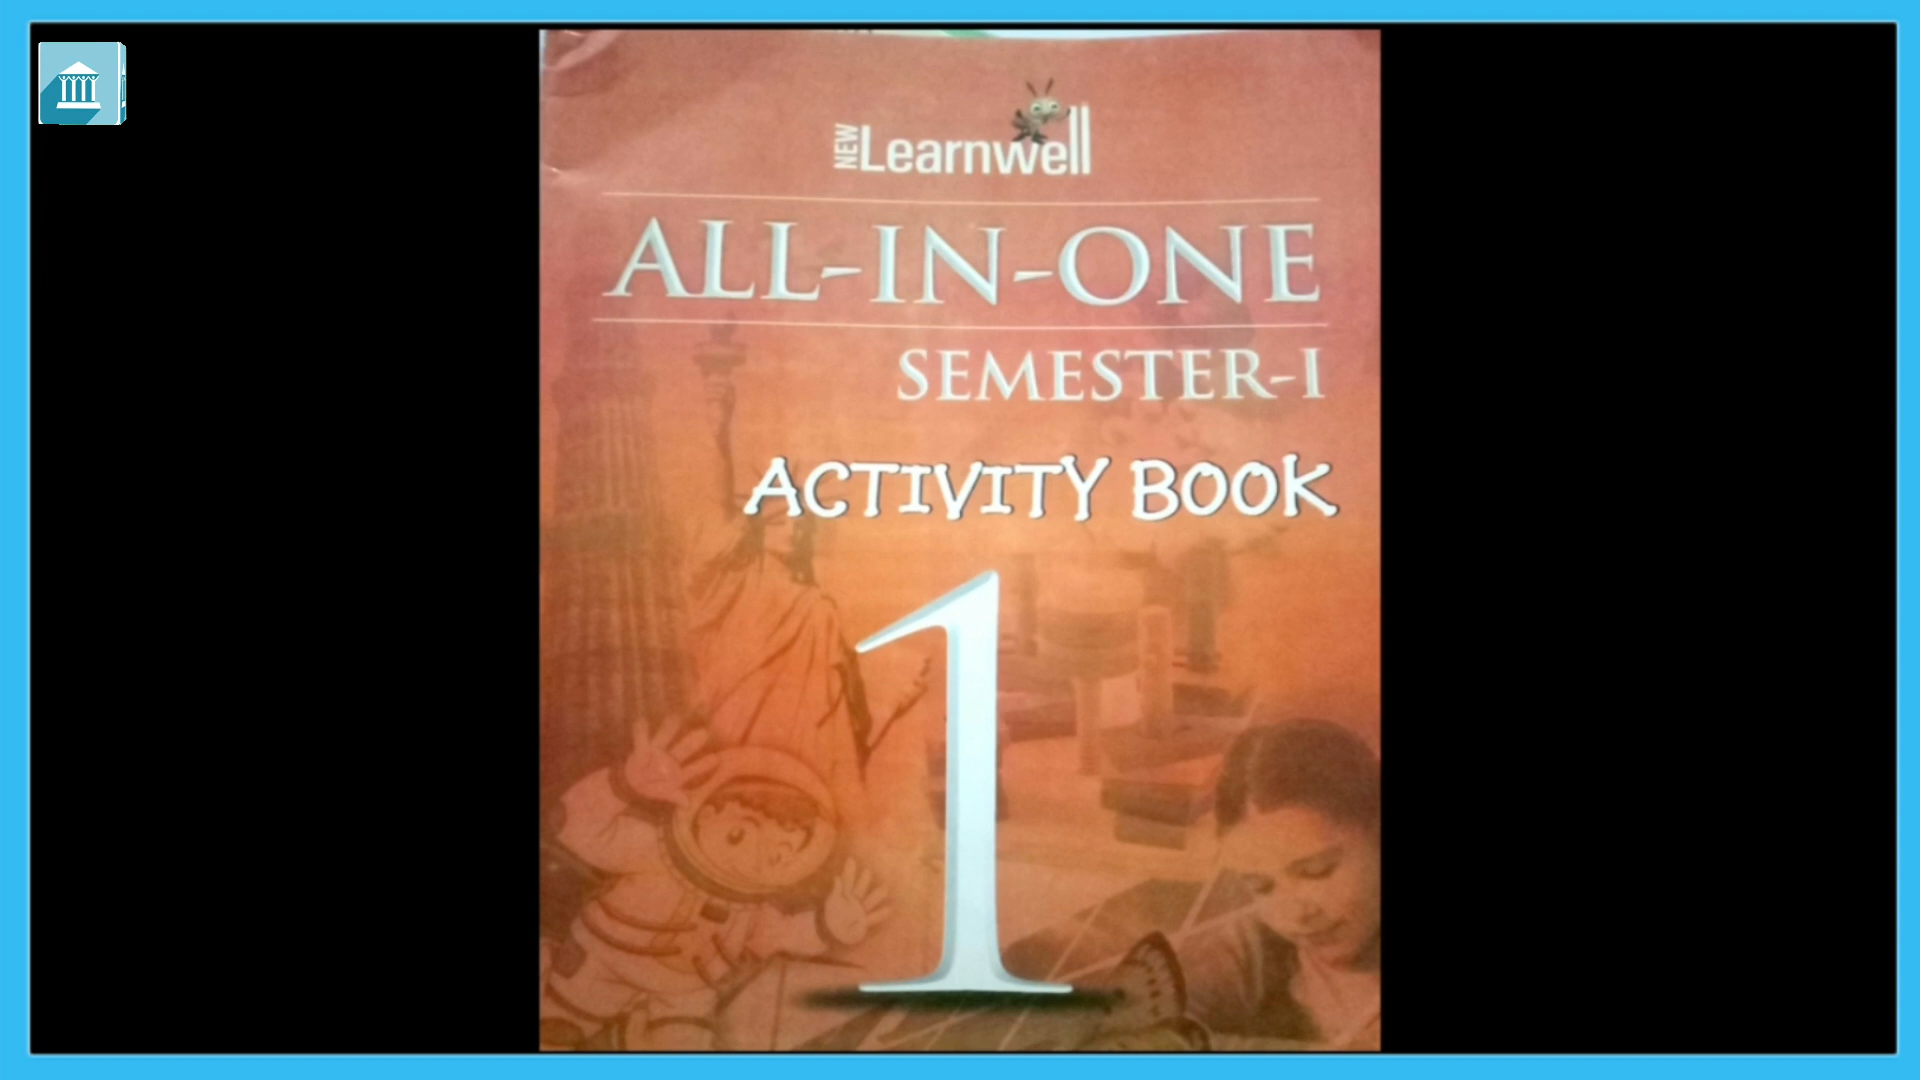 NEW Learnwell
ALL-IN-ONE
SEMESTER-I
ACTIVITY BOOK
1